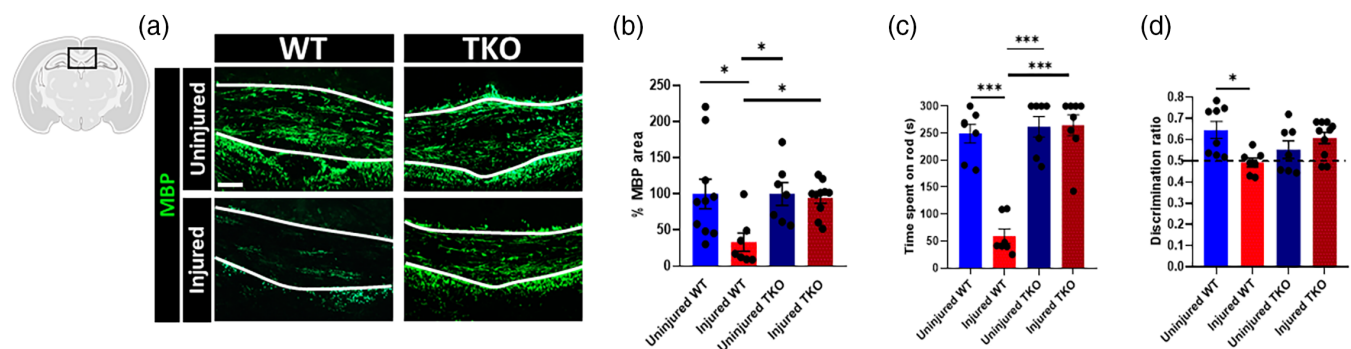 (a)
WT
TKO
MBP
Uninjured
Injured
(b)
*
*
*
% MBP area
250
200
150
100
50
0
Uninjured WT
Injured WT
Uninjured TKO
Injured TKO
(c)
***
***
***
Time spent on rod (s)
300
250
200
150
100
50
0
Uninjured WT
Injured WT
Uninjured TKO
Injured TKO
(d)
*
Discrimination ratio
0.8
0.7
0.6
0.5
0.4
0.3
0.2
0.1
0.0
Uninjured WT
Injured WT
Uninjured TKO
Injured TKO